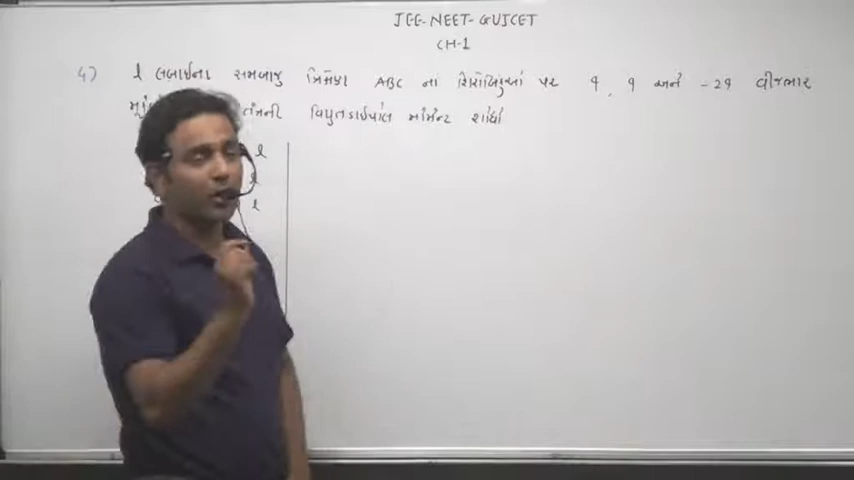 JEE-NEET-GUJCET
CH-1
4) l લંબાઈના સમબાજુ ત્રિકોણ ABC નાં શિરોબિંદુઓ પર q, q અને -2q વીજભાર
તંત્રની વિદ્યુતડાઈપોલ મોમેન્ટ શોધો
l
l
l